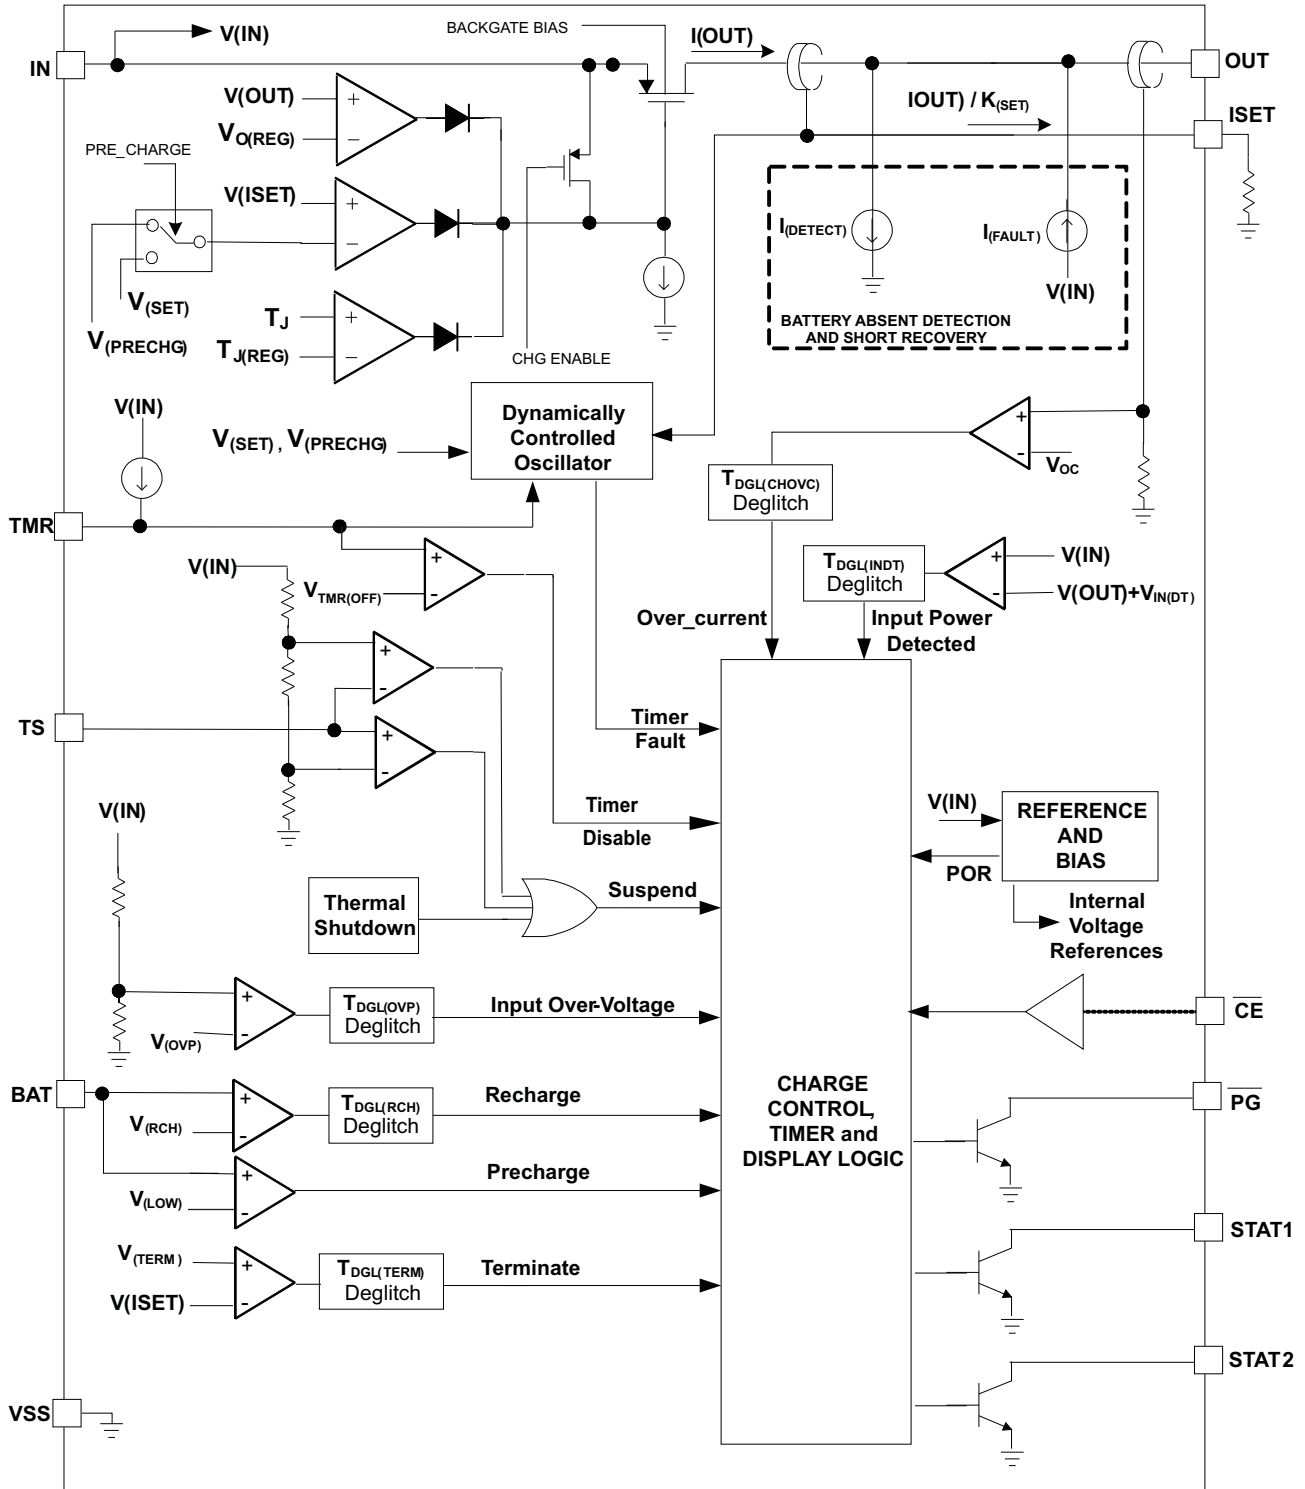 BACKGATE BIAS
V(IN)
I(OUT)
IN
OUT
V(OUT)
VO(REG)
IOUT) / K(SET)
ISET
PRE_CHARGE
V(ISET)
I(DETECT)
I(FAULT)
V(IN)
V(SET)
V(PRECHG)
TJ
TJ(REG)
BATTERY ABSENT DETECTION
AND SHORT RECOVERY
CHG ENABLE
V(IN)
V(SET) , V(PRECHG)
Dynamically
Controlled
Oscillator
VOC
TDGL(CHOVC)
Deglitch
TMR
V(IN)
VTMR(OFF)
TDGL(INDT)
Deglitch
V(IN)
V(OUT)+VIN(DT)
Over_current
Input Power
Detected
TS
Timer
Fault
V(IN)
Timer
Disable
V(IN)
REFERENCE
AND
BIAS
POR
Thermal
Shutdown
Suspend
Internal
Voltage
References
V(OVP)
TDGL(OVP)
Deglitch
Input Over-Voltage
CE
BAT
V(RCH)
TDGL(RCH)
Deglitch
Recharge
CHARGE
CONTROL,
TIMER and
DISPLAY LOGIC
PG
V(LOW)
Precharge
V(TERM)
V(ISET)
TDGL(TERM)
Deglitch
Terminate
STAT1
STAT2
VSS